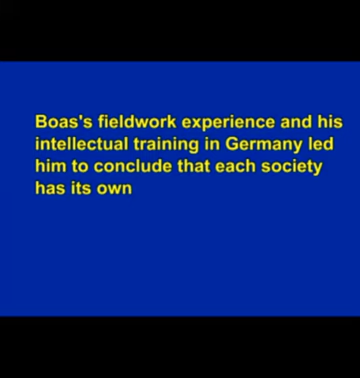 Boas's fieldwork experience and his
intellectual training in Germany led
him to conclude that each society
has its own